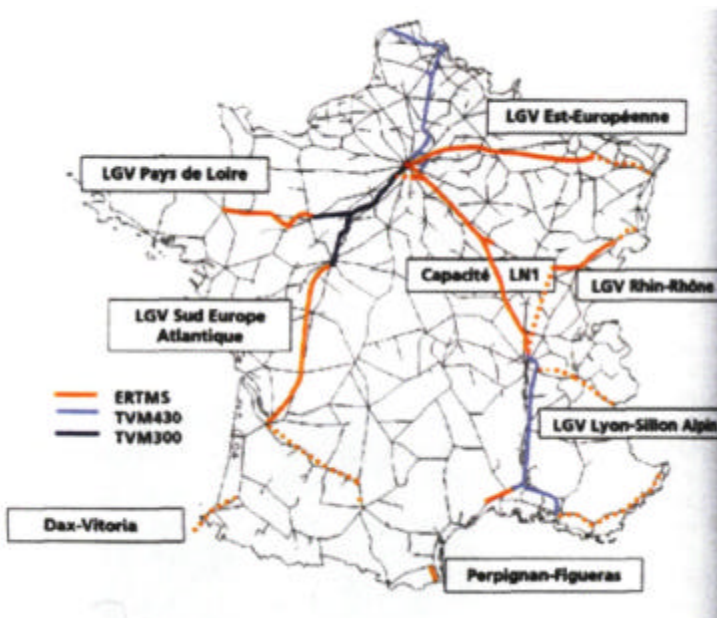 LGV Est-Européenne
LGV Pays de Loire
Capacité LN1
LGV Rhin-Rhône
LGV Sud Europe
Atlantique
ERTMS
TVM430
TVM300
LGV Lyon-Sillon Alpin
Dax-Vitoria
Perpignan-Figueras